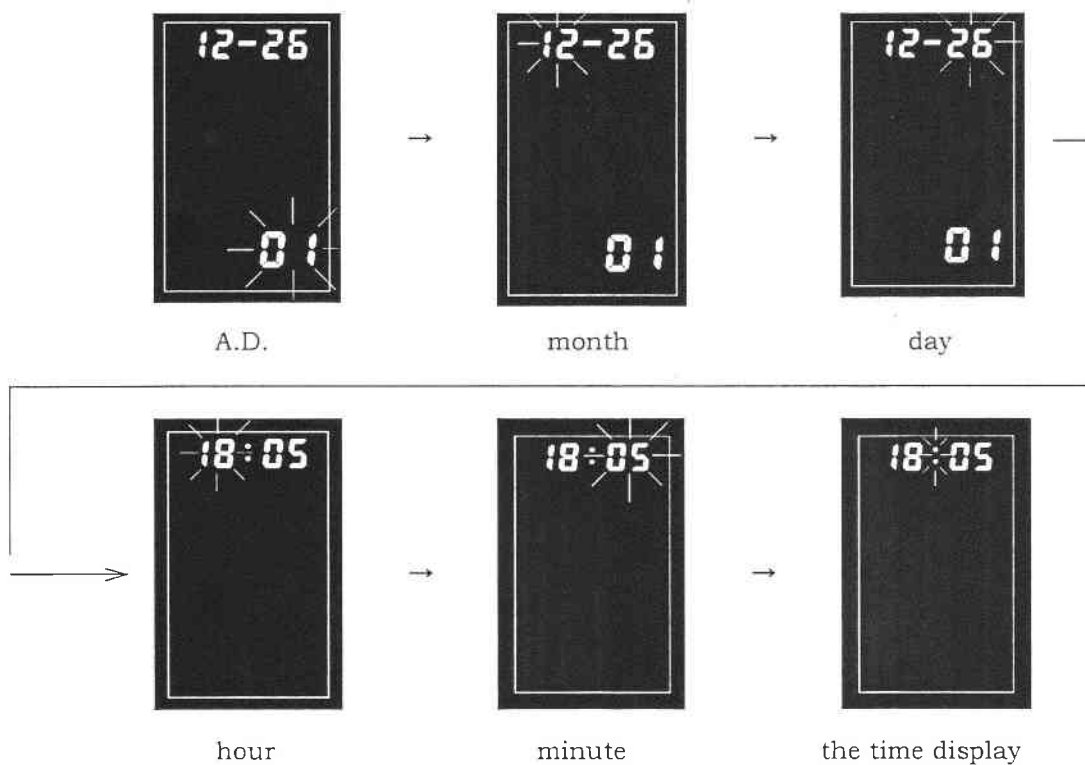 12-26 12-26 12-26
→ → 
01 01 01
A.D. month day
18:05 18:05 18:05
→ →
hour minute the time display